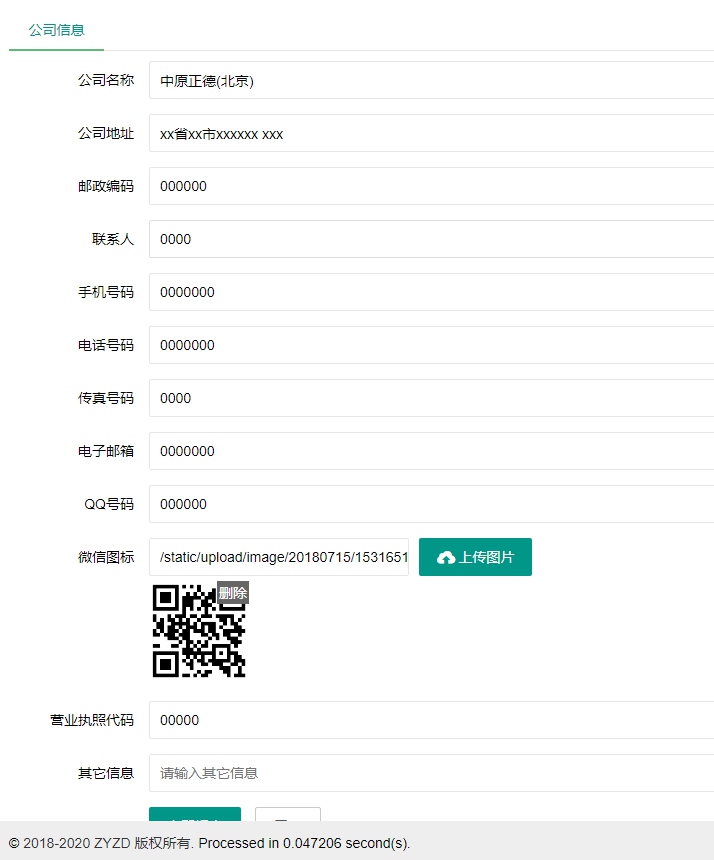 公司信息
公司名称 中原正德(北京)
公司地址 xx省xx市xxxxxx xxx
邮政编码 000000
联系人 0000
手机号码 0000000
电话号码 0000000
传真号码 0000
电子邮箱 0000000
QQ号码 000000
微信图标 /static/upload/image/20180715/1531651 上传图片
删除
营业执照代码 00000
其它信息 请输入其它信息
© 2018-2020 ZYZD 版权所有. Processed in 0.047206 second(s).